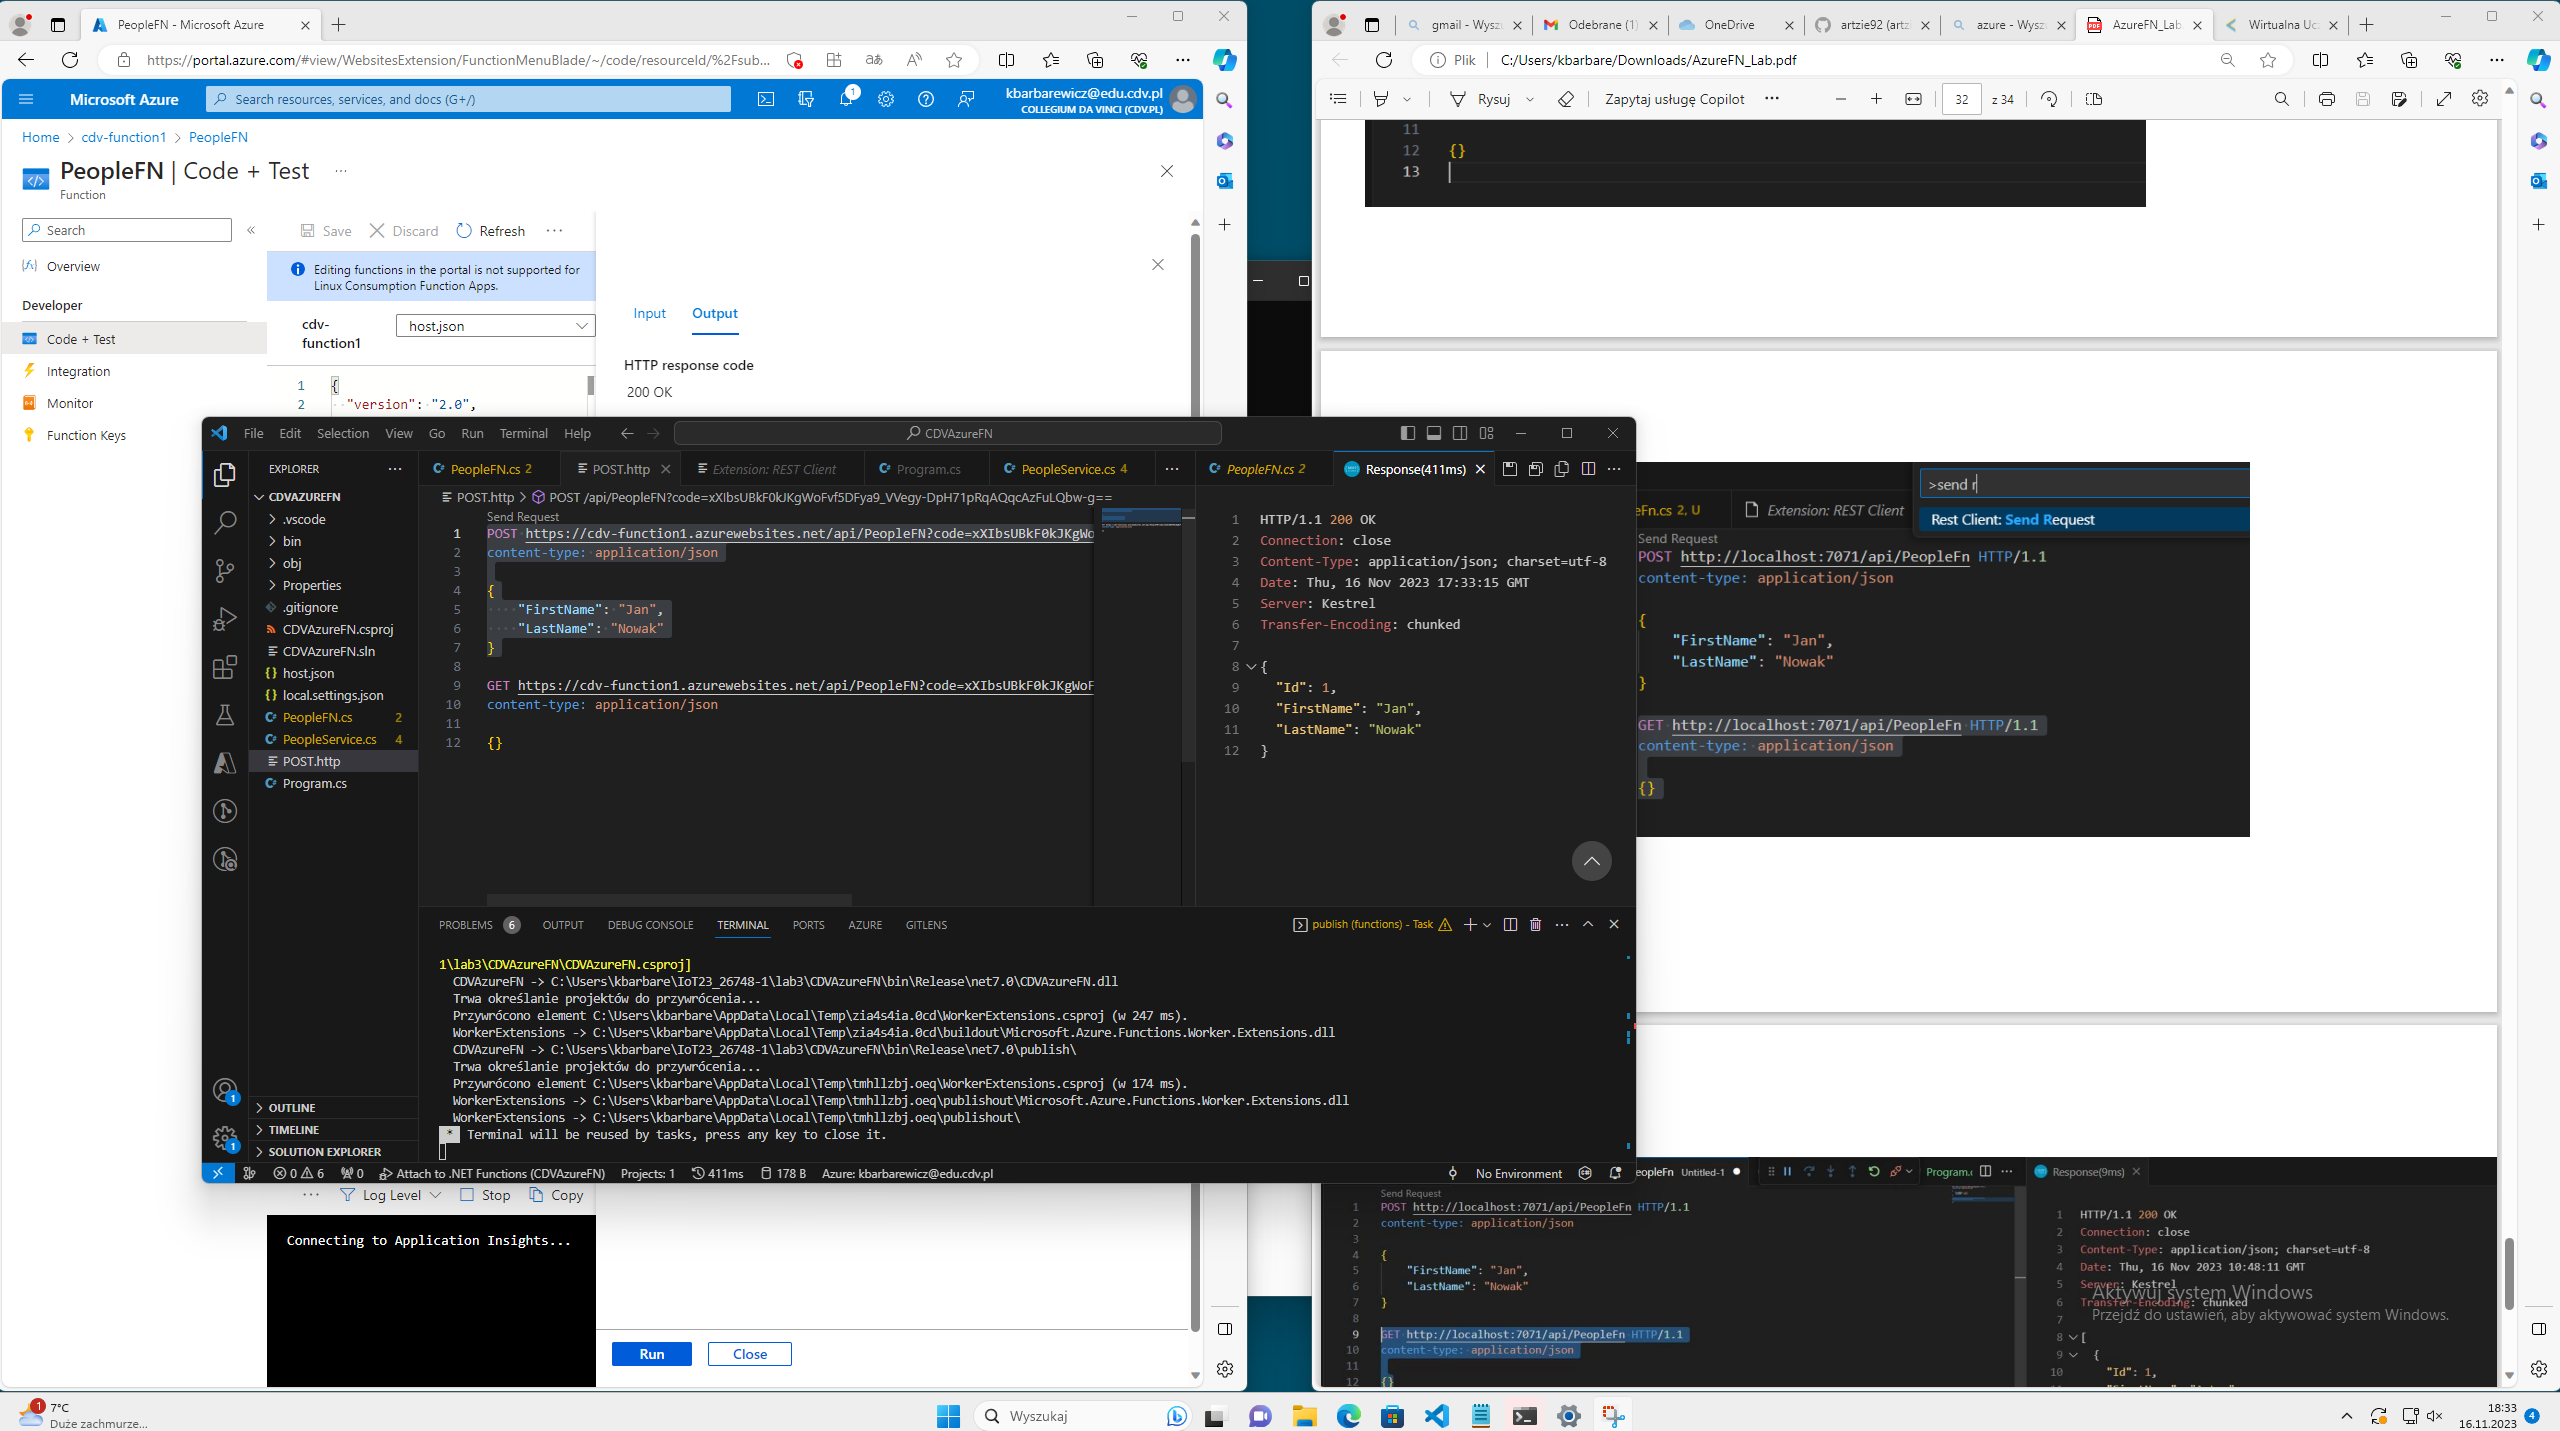 PeopleFN - Microsoft Azure
https://portal.azure.com/#view/WebsitesExtension/FunctionMenuBlade/~/code/resourceId/%2Fsub...
Microsoft Azure
Search resources, services, and docs (G+/)
1
kbarbarewicz@edu.cdv.pl
COLLEGIUM DA VINCI (CDV.PL)
Home > cdv-function1 > PeopleFN
PeopleFN | Code + Test ...
Function
Search
Overview
Developer
Code + Test
Integration
Monitor
Function Keys
Save Discard Refresh ...
Editing functions in the portal is not supported for
Linux Consumption Function Apps.
cdv-
function1
host.json
1 {
2 "version": "2.0",
Input Output
HTTP response code
200 OK
File Edit Selection View Go Run Terminal Help
CDVAzureFN
EXPLORER
CDVAZUREFN
.vscode
bin
obj
Properties
.gitignore
CDVAzureFN.csproj
CDVAzureFN.sln
host.json
local.settings.json
PeopleFN.cs 2
PeopleService.cs 4
POST.http
Program.cs
OUTLINE
TIMELINE
SOLUTION EXPLORER
PeopleFN.cs 2 POST.http Extension: REST Client Program.cs PeopleService.cs 4
POST.http > POST /api/PeopleFN?code=xXIbsUBkF0kJKgWoFvf5DFya9_VVegy-DpH71pRqAQqcAzFuLQbw-g==
Send Request
1 POST https://cdv-function1.azurewebsites.net/api/PeopleFN?code=xXIbsUBkF0kJKgWo
2 content-type: application/json
3
4 {
5 "FirstName": "Jan",
6 "LastName": "Nowak"
7 }
8
9 GET https://cdv-function1.azurewebsites.net/api/PeopleFN?code=xXIbsUBkF0kJKgWoF
10 content-type: application/json
11
12 {}
PeopleFN.cs 2 Response(411ms)
1 HTTP/1.1 200 OK
2 Connection: close
3 Content-Type: application/json; charset=utf-8
4 Date: Thu, 16 Nov 2023 17:33:15 GMT
5 Server: Kestrel
6 Transfer-Encoding: chunked
7
8 {
9 "Id": 1,
10 "FirstName": "Jan",
11 "LastName": "Nowak"
12 }
PROBLEMS 6 OUTPUT DEBUG CONSOLE TERMINAL PORTS AZURE GITLENS
publish (functions) - Task
1\lab3\CDVAzureFN\CDVAzureFN.csproj]
CDVAzureFN -> C:\Users\kbarbare\IoT23_26748-1\lab3\CDVAzureFN\bin\Release\net7.0\CDVAzureFN.dll
Trwa określanie projektów do przywrócenia...
Przywrócono element C:\Users\kbarbare\AppData\Local\Temp\zia4s4ia.0cd\WorkerExtensions.csproj (w 247 ms).
WorkerExtensions -> C:\Users\kbarbare\AppData\Local\Temp\zia4s4ia.0cd\buildout\Microsoft.Azure.Functions.Worker.Extensions.dll
CDVAzureFN -> C:\Users\kbarbare\IoT23_26748-1\lab3\CDVAzureFN\bin\Release\net7.0\publish\
Trwa określanie projektów do przywrócenia...
Przywrócono element C:\Users\kbarbare\AppData\Local\Temp\tmhllzbj.oeq\WorkerExtensions.csproj (w 174 ms).
WorkerExtensions -> C:\Users\kbarbare\AppData\Local\Temp\tmhllzbj.oeq\publishout\Microsoft.Azure.Functions.Worker.Extensions.dll
WorkerExtensions -> C:\Users\kbarbare\AppData\Local\Temp\tmhllzbj.oeq\publishout\
* Terminal will be reused by tasks, press any key to close it.
0 6 0 Attach to .NET Functions (CDVAzureFN) Projects: 1 411ms 178 B Azure: kbarbarewicz@edu.cdv.pl
No Environment
1
1
... Log Level Stop Copy
Connecting to Application Insights...
Run Close
gmail - Wysz Odebrane (1) OneDrive artzie92 (artz azure - Wysz AzureFN_Lab. Wirtualna Uc
Plik C:/Users/kbarbare/Downloads/AzureFN_Lab.pdf
Rysuj Zapytaj usługę Copilot 32 z 34
11
12 {}
13
>send r
Rest Client: Send Request
eFn.cs 2, U Extension: REST Client
Send Request
POST http://localhost:7071/api/PeopleFn HTTP/1.1
content-type: application/json
{
"FirstName": "Jan",
"LastName": "Nowak"
}
GET http://localhost:7071/api/PeopleFn HTTP/1.1
content-type: application/json
{}
eopleFn Untitled-1 Program.c Response(9ms)
Send Request
1 POST http://localhost:7071/api/PeopleFn HTTP/1.1
2 content-type: application/json
3
4 {
5 "FirstName": "Jan",
6 "LastName": "Nowak"
7 }
8
9 GET http://localhost:7071/api/PeopleFn HTTP/1.1
10 content-type: application/json
11
12 {}
1 HTTP/1.1 200 OK
2 Connection: close
3 Content-Type: application/json; charset=utf-8
4 Date: Thu, 16 Nov 2023 10:48:11 GMT
5 Server: Kestrel
6 Transfer-Encoding: chunked
7
8 [
9 {
10 "Id": 1,
Aktywuj system Windows
Przejdź do ustawień, aby aktywować system Windows.
1
7°C
Duże zachmurze...
Wyszukaj
18:33
16.11.2023
4